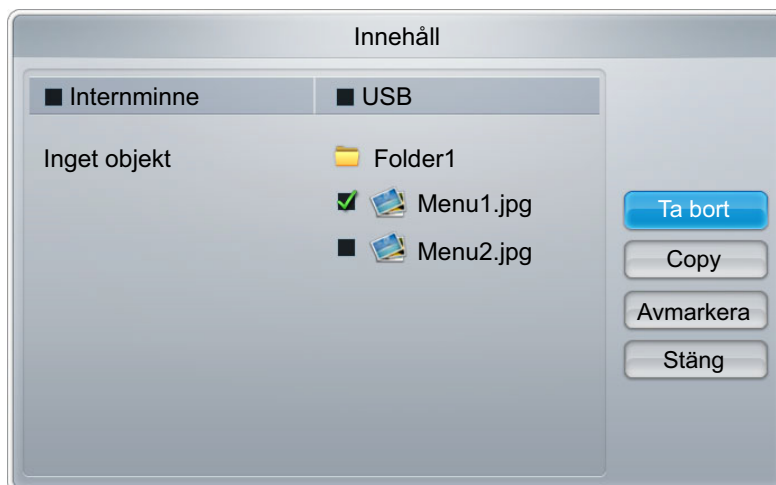 Innehåll
Internminne USB
Inget objekt Folder1
Menu1.jpg
Menu2.jpg
Ta bort
Copy
Avmarkera
Stäng